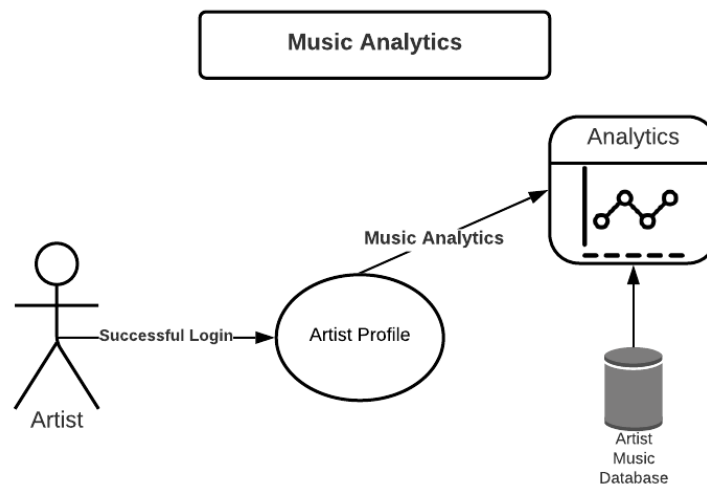 Music Analytics
Analytics
Music Analytics
Successful Login
Artist Profile
Artist
Artist
Music
Database